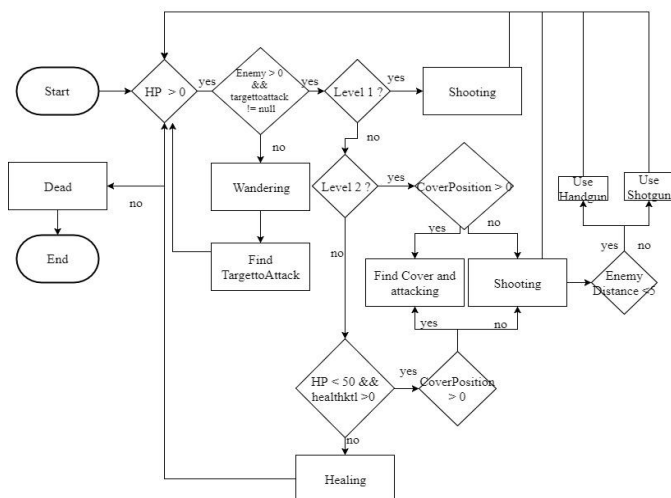 Start
HP > 0
yes
Enemy > 0
&&
targettoattack
!= null
yes
Level 1 ?
yes
Shooting
no
no
no
Dead
End
Wandering
Find
TargettoAttack
Level 2 ?
yes
CoverPosition > 0
Use
Handgun
Use
Shotgun
yes
no
no
Find Cover and
attacking
Shooting
yes
no
Enemy
Distance <5
yes
no
HP < 50 &&
healthktl >0
yes
CoverPosition
> 0
no
Healing